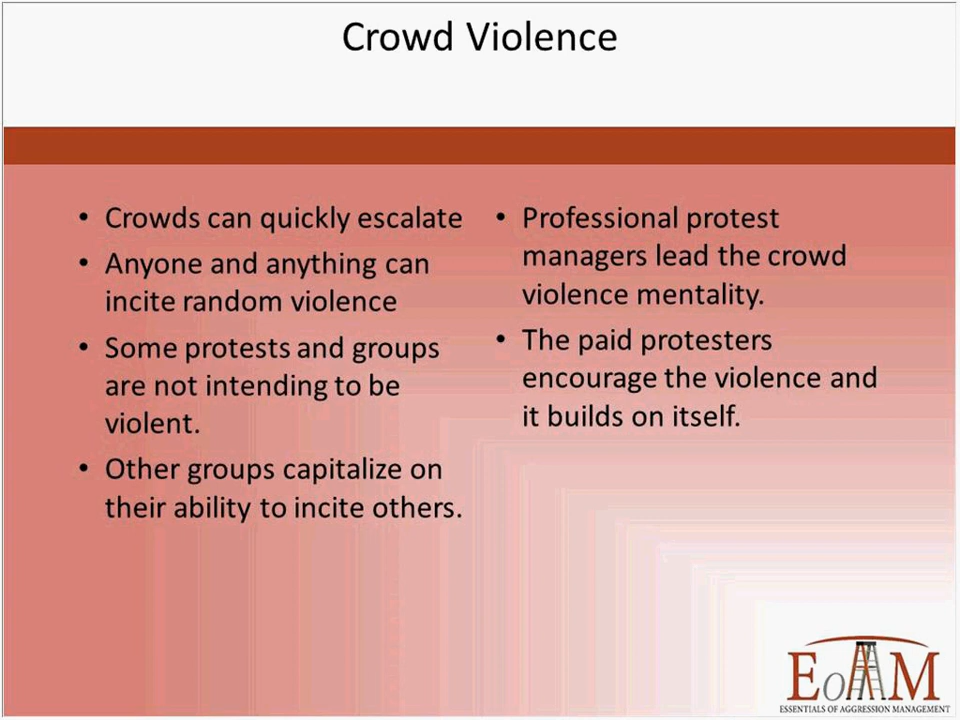 Crowd Violence
• Crowds can quickly escalate
• Anyone and anything can
incite random violence
• Some protests and groups
are not intending to be
violent.
• Other groups capitalize on
their ability to incite others.
• Professional protest
managers lead the crowd
violence mentality.
• The paid protesters
encourage the violence and
it builds on itself.
EoAM
ESSENTIALS OF AGGRESSION MANAGEMENT